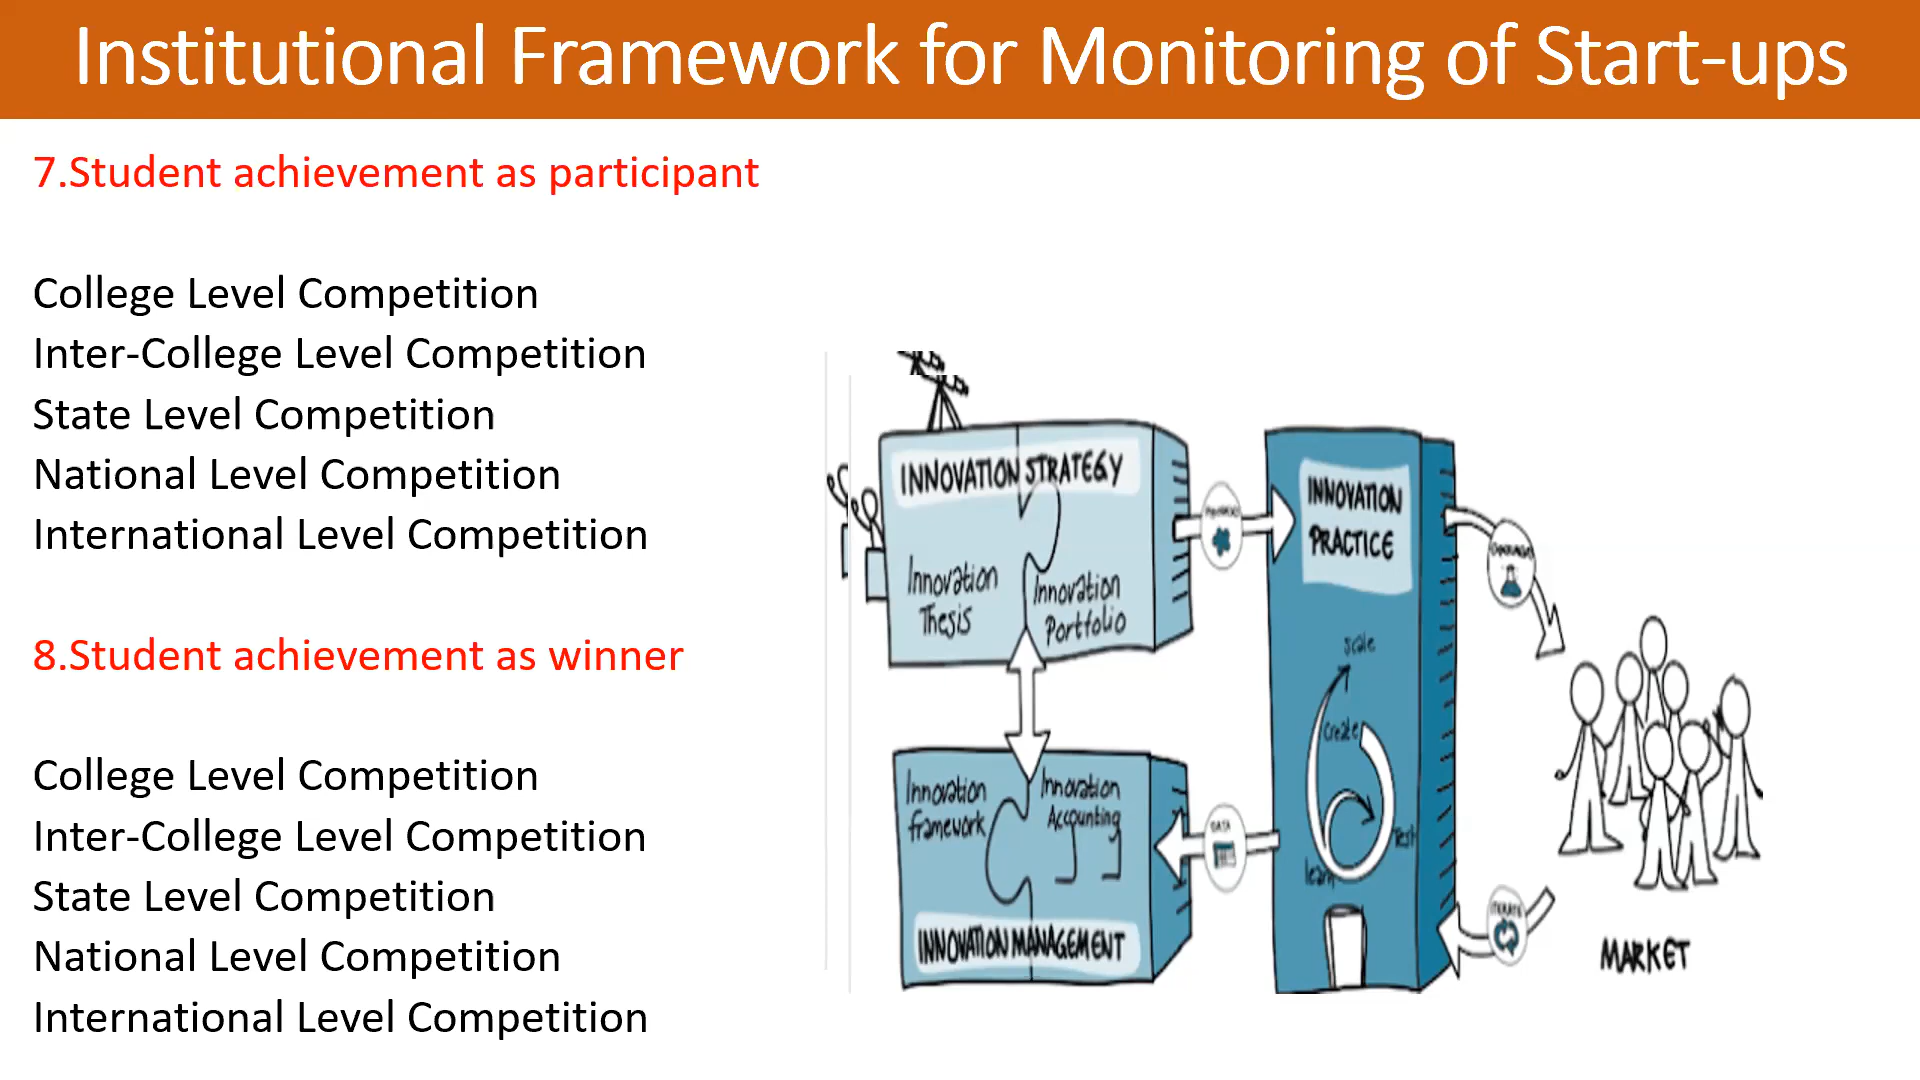 Institutional Framework for Monitoring of Start-ups
7.Student achievement as participant
College Level Competition
Inter-College Level Competition
State Level Competition
National Level Competition
International Level Competition
8.Student achievement as winner
College Level Competition
Inter-College Level Competition
State Level Competition
National Level Competition
International Level Competition
INNOVATION STRATEGY
Innovation
Thesis
Innovation
Portfolio
Innovation
framework
Innovation
Accounting
INNOVATION MANAGEMENT
DATA
INNOVATION
PRACTICE
Scale
Create
Test
learn
ITERATE
MARKET